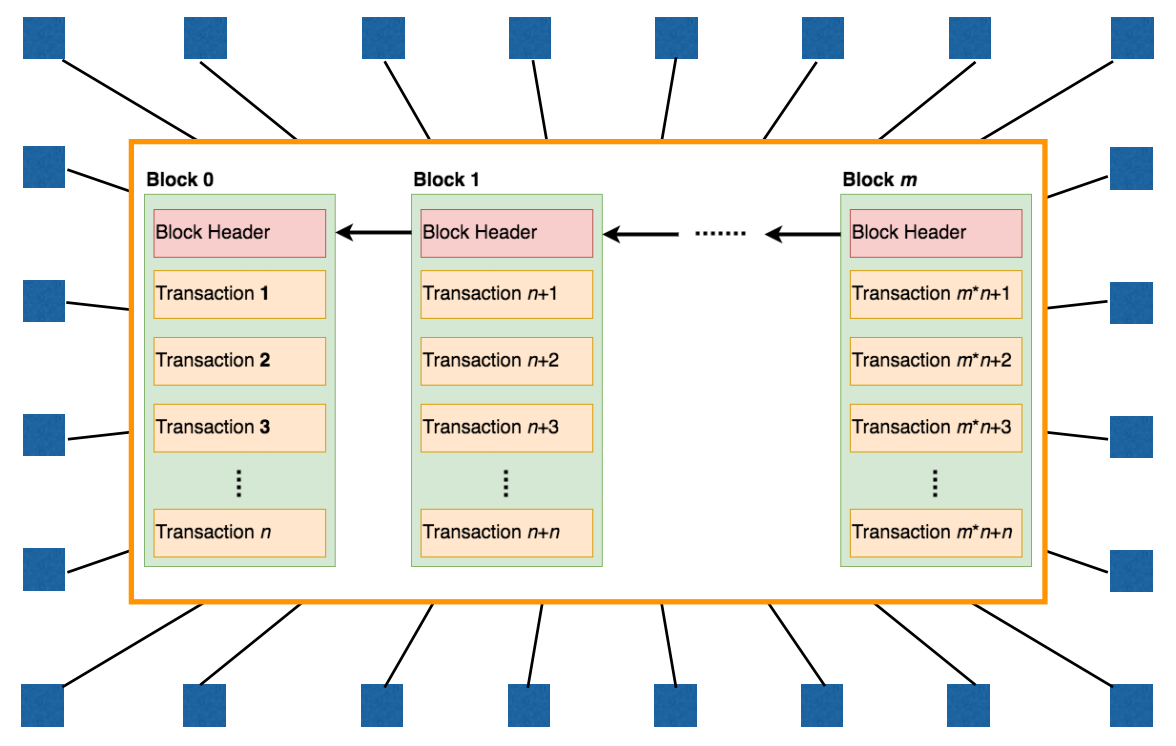 Block 0
Block Header
Transaction 1
Transaction 2
Transaction 3
Transaction n
Block 1
Block Header
Transaction n+1
Transaction n+2
Transaction n+3
Transaction n+n
Block m
Block Header
Transaction m*n+1
Transaction m*n+2
Transaction m*n+3
Transaction m*n+n